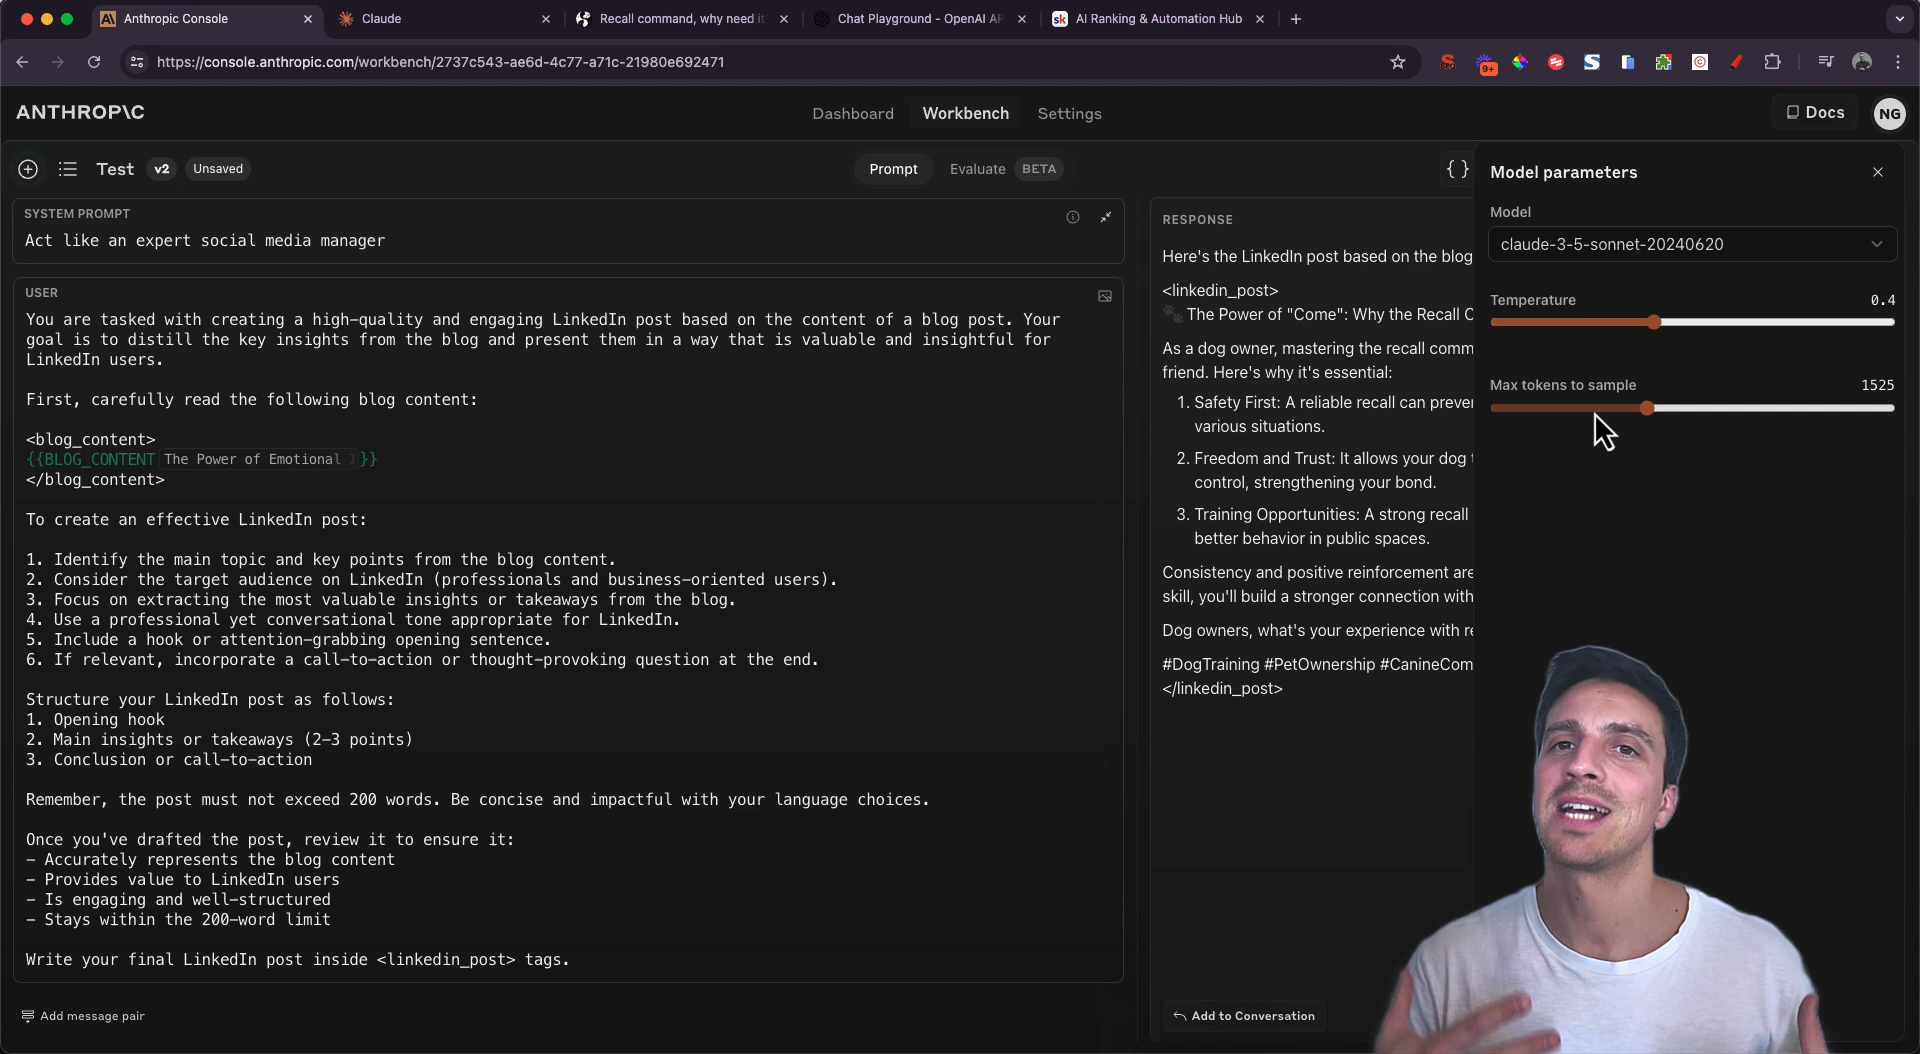 Anthropic Console
Claude
Recall command, why need it
Chat Playground - OpenAI AP
AI Ranking & Automation Hub
https://console.anthropic.com/workbench/2737c543-ae6d-4c77-a71c-21980e692471
9+
ANTHROP\C
Dashboard
Workbench
Settings
Docs
NG
Test
v2
Unsaved
Prompt
Evaluate
BETA
{ }
SYSTEM PROMPT
Act like an expert social media manager
USER
You are tasked with creating a high-quality and engaging LinkedIn post based on the content of a blog post. Your
goal is to distill the key insights from the blog and present them in a way that is valuable and insightful for
LinkedIn users.
First, carefully read the following blog content:
<blog_content>
{{BLOG_CONTENT The Power of Emotional I}}
</blog_content>
To create an effective LinkedIn post:
1. Identify the main topic and key points from the blog content.
2. Consider the target audience on LinkedIn (professionals and business-oriented users).
3. Focus on extracting the most valuable insights or takeaways from the blog.
4. Use a professional yet conversational tone appropriate for LinkedIn.
5. Include a hook or attention-grabbing opening sentence.
6. If relevant, incorporate a call-to-action or thought-provoking question at the end.
Structure your LinkedIn post as follows:
1. Opening hook
2. Main insights or takeaways (2-3 points)
3. Conclusion or call-to-action
Remember, the post must not exceed 200 words. Be concise and impactful with your language choices.
Once you've drafted the post, review it to ensure it:
- Accurately represents the blog content
- Provides value to LinkedIn users
- Is engaging and well-structured
- Stays within the 200-word limit
Write your final LinkedIn post inside <linkedin_post> tags.
Add message pair
RESPONSE
Here's the LinkedIn post based on the blog
<linkedin_post>
The Power of "Come": Why the Recall C
As a dog owner, mastering the recall comm
friend. Here's why it's essential:
1. Safety First: A reliable recall can preve
various situations.
2. Freedom and Trust: It allows your dog t
control, strengthening your bond.
3. Training Opportunities: A strong recall
better behavior in public spaces.
Consistency and positive reinforcement are
skill, you'll build a stronger connection with
Dog owners, what's your experience with re
#DogTraining #PetOwnership #CanineCom
</linkedin_post>
Add to Conversation
Model parameters
Model
claude-3-5-sonnet-20240620
Temperature
0.4
Max tokens to sample
1525